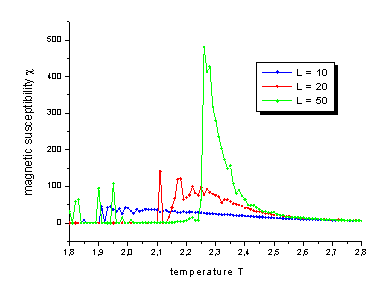 500
400
300
200
100
0
magnetic susceptibility χ
L = 10
L = 20
L = 50
1,8 1,9 2,0 2,1 2,2 2,3 2,4 2,5 2,6 2,7 2,8
temperature T